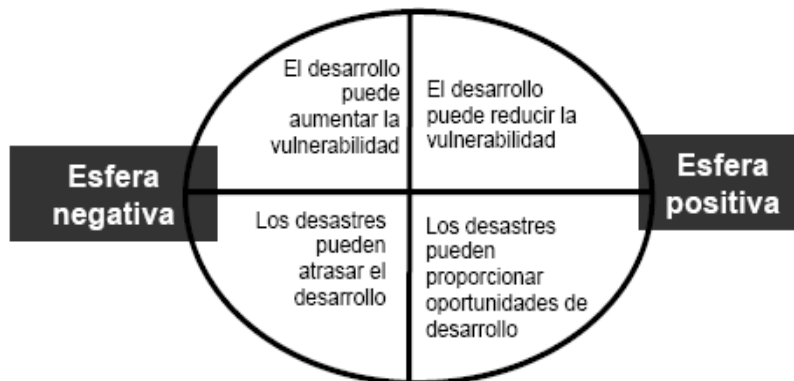 El desarrollo
puede
aumentar la
vulnerabilidad
El desarrollo
puede reducir la
vulnerabilidad
Esfera
negativa
Esfera
positiva
Los desastres
pueden
atrasar el
desarrollo
Los desastres
pueden
proporcionar
oportunidades de
desarrollo